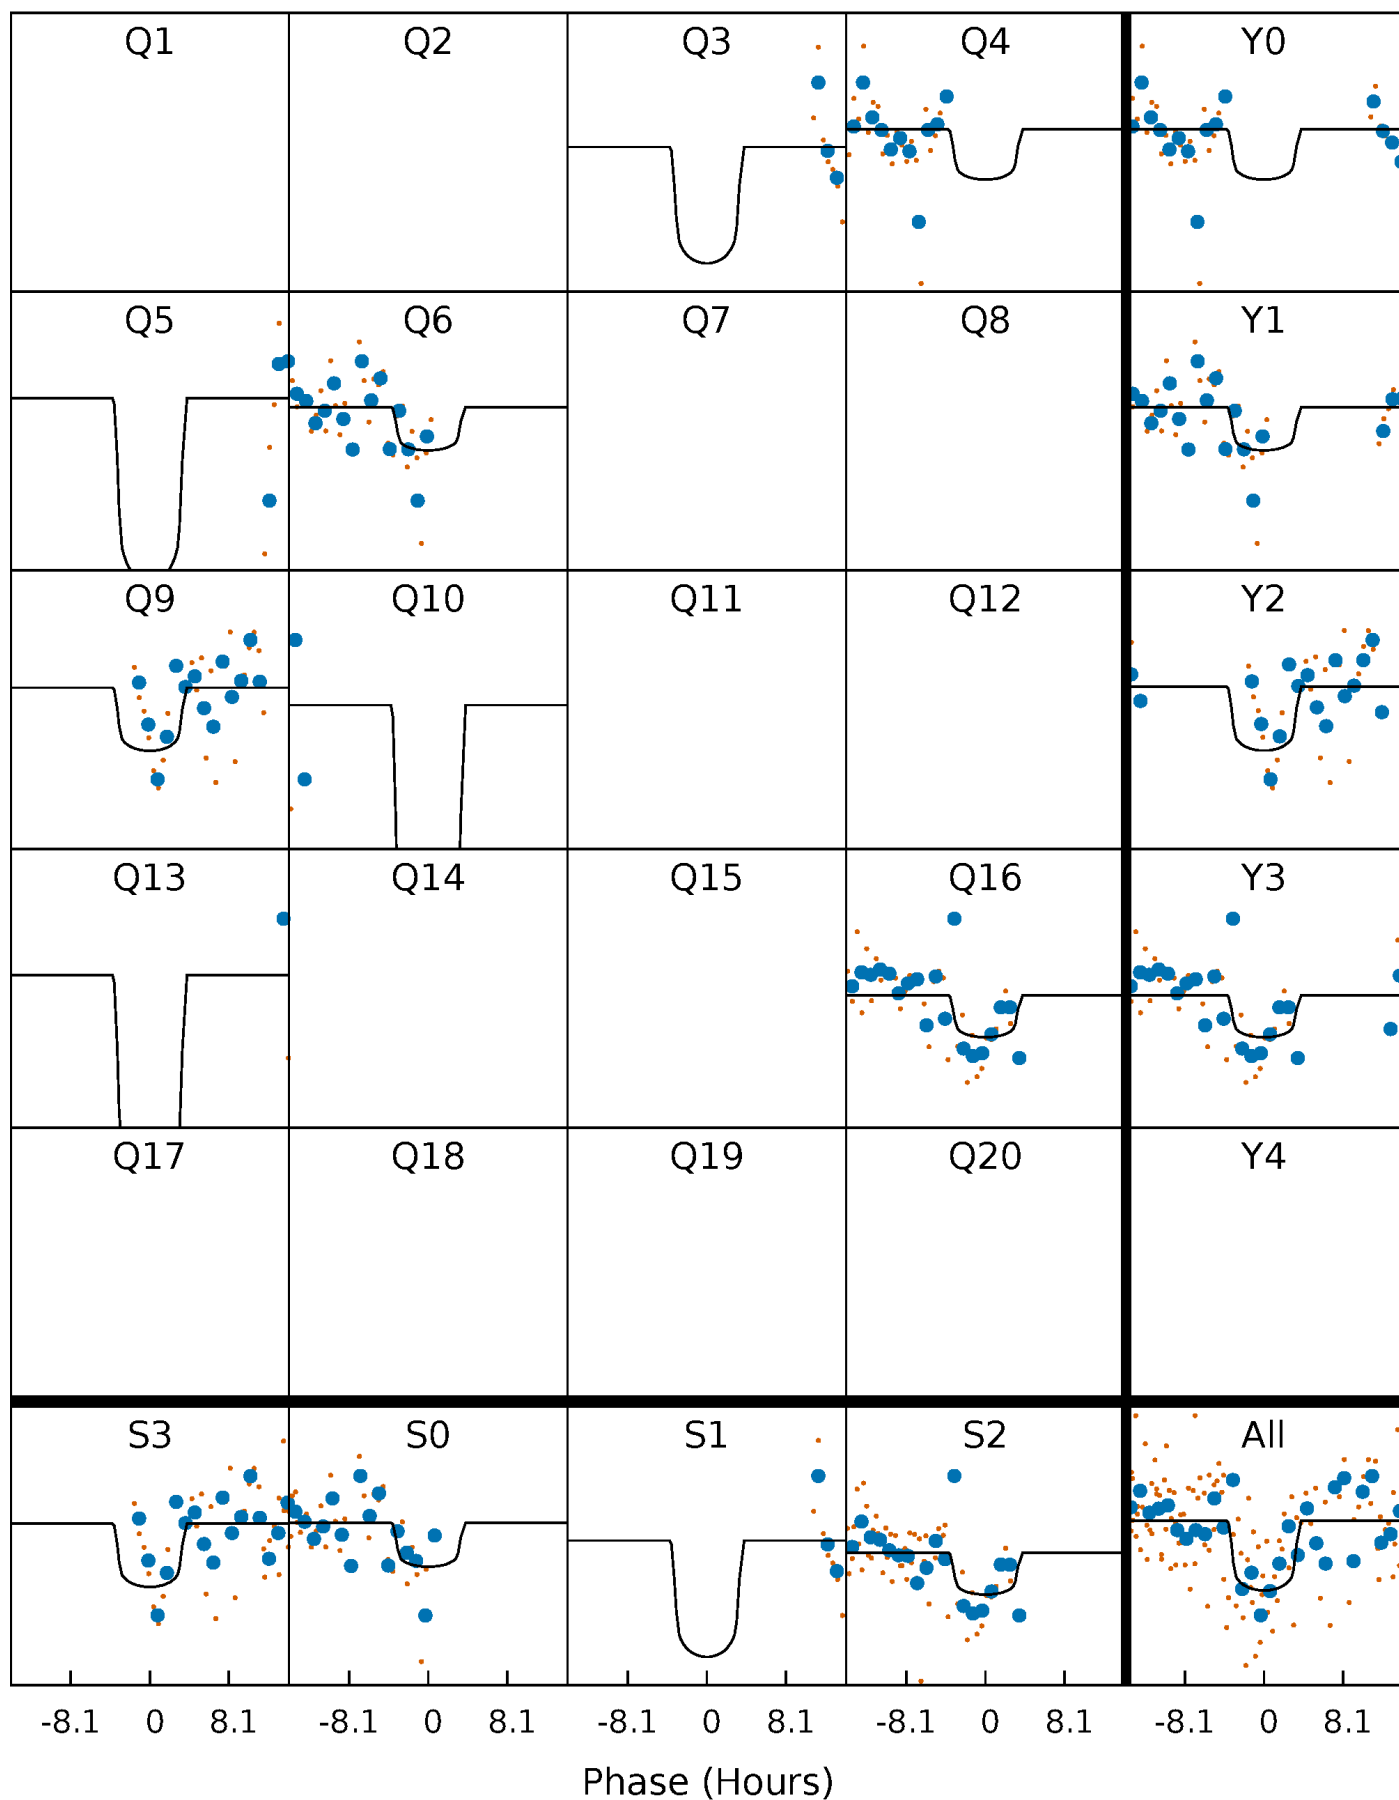 Q1 Q2 Q3 Q4 Y0
Q5 Q6 Q7 Q8 Y1
Q9 Q10 Q11 Q12 Y2
Q13 Q14 Q15 Q16 Y3
Q17 Q18 Q19 Q20 Y4
S3 S0 S1 S2 All
-8.1 0 8.1 -8.1 0 8.1 -8.1 0 8.1 -8.1 0 8.1 -8.1 0 8.1
Phase (Hours)